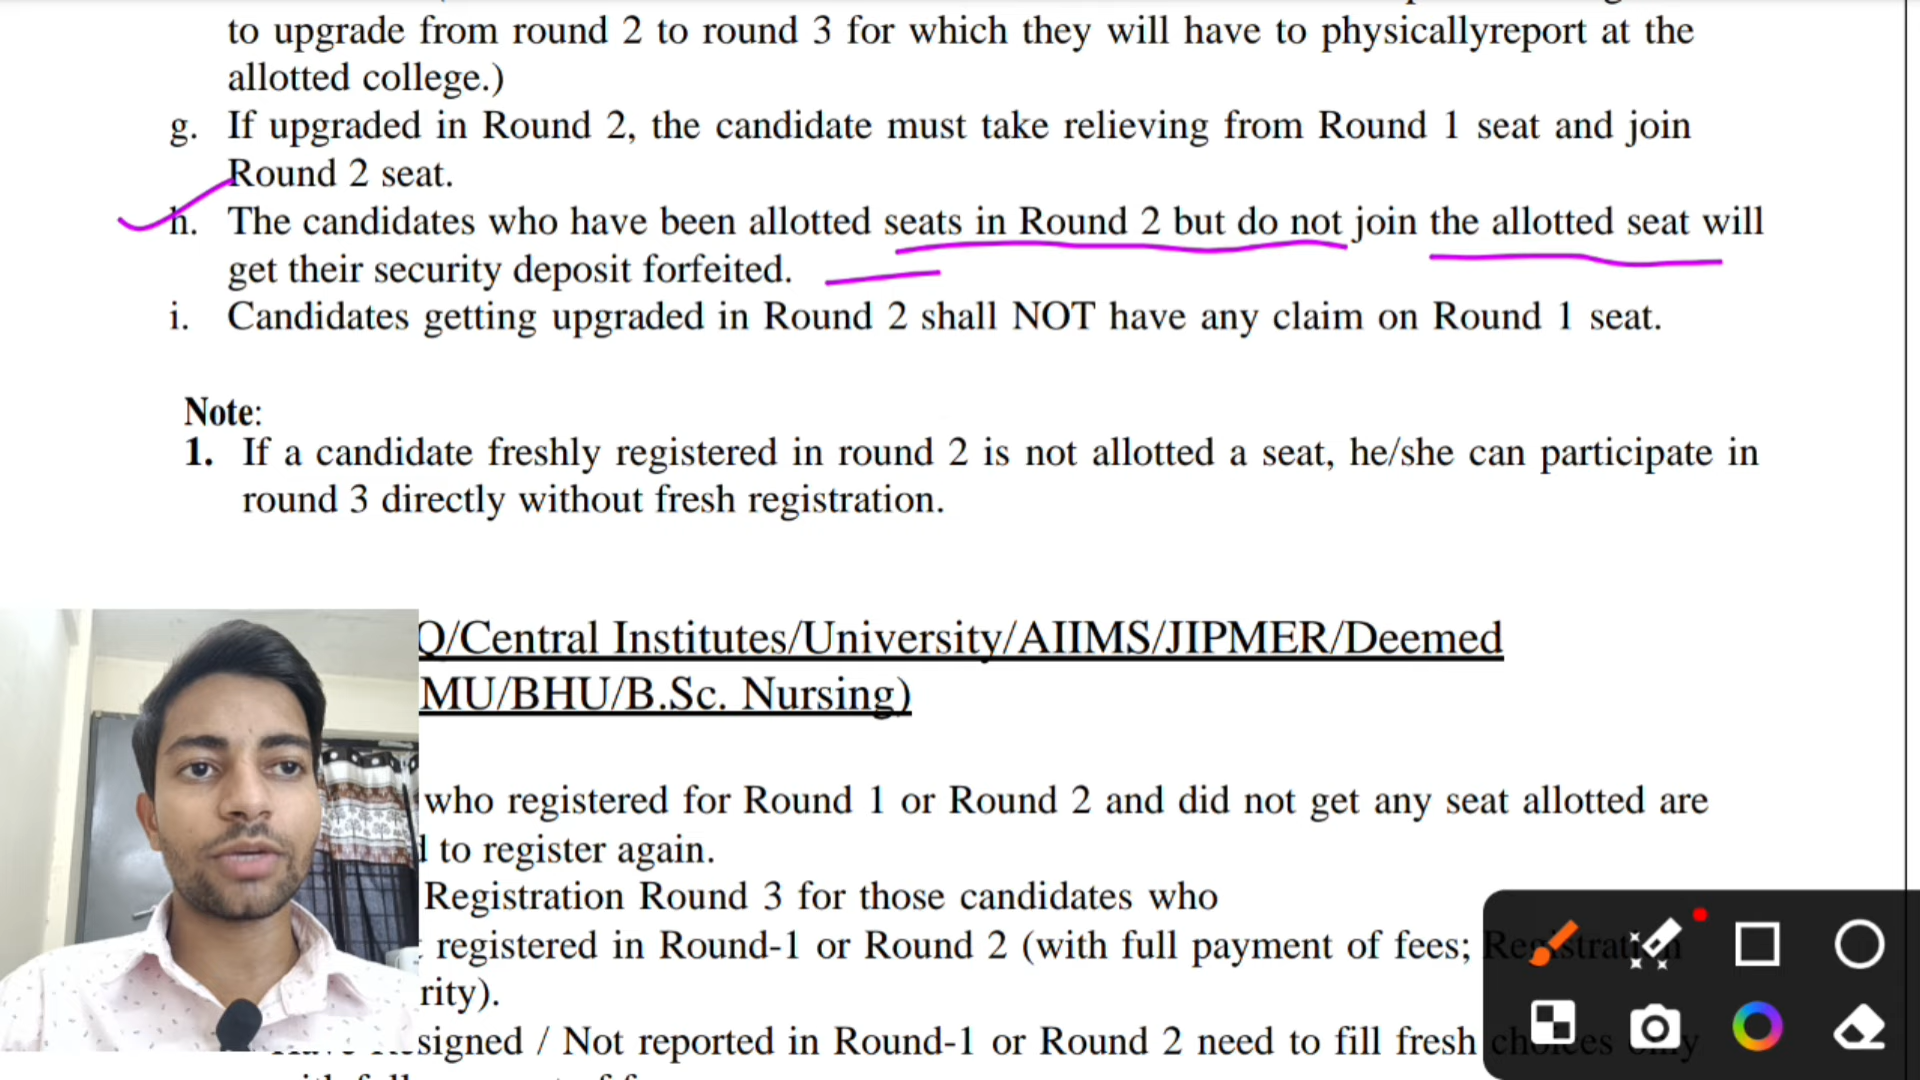 to upgrade from round 2 to round 3 for which they will have to physicallyreport at the
allotted college.)
g. If upgraded in Round 2, the candidate must take relieving from Round 1 seat and join
Round 2 seat.
h. The candidates who have been allotted seats in Round 2 but do not join the allotted seat will
get their security deposit forfeited.
i. Candidates getting upgraded in Round 2 shall NOT have any claim on Round 1 seat.
Note:
1. If a candidate freshly registered in round 2 is not allotted a seat, he/she can participate in
round 3 directly without fresh registration.
Q/Central Institutes/University/AIIMS/JIPMER/Deemed
MU/BHU/B.Sc. Nursing)
who registered for Round 1 or Round 2 and did not get any seat allotted are
to register again.
Registration Round 3 for those candidates who
registered in Round-1 or Round 2 (with full payment of fees; Registration
rity).
signed / Not reported in Round-1 or Round 2 need to fill fresh choices only